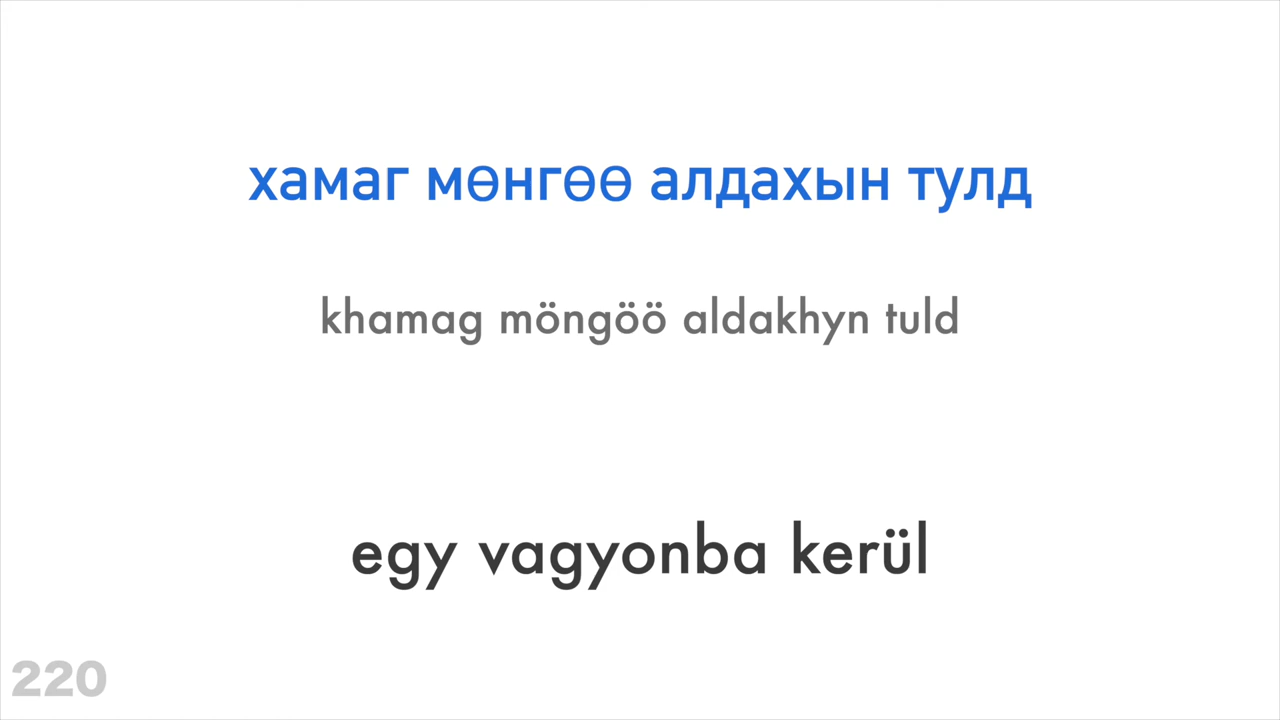 хамаг мөнгөө алдахын тулд
khamag möngöö aldakhyn tuld
egy vagyonba kerül
220